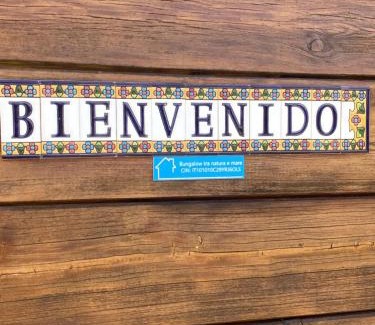 BIENVENIDO
Bungalow tra natura e mare